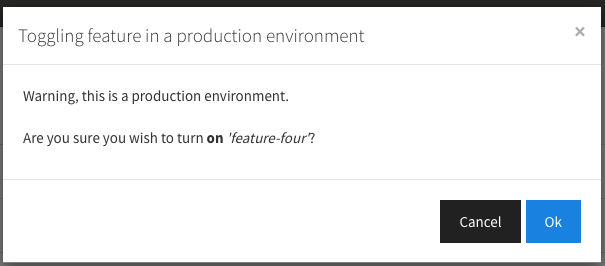 Toggling feature in a production environment ×
Warning, this is a production environment.
Are you sure you wish to turn on 'feature-four'?
Cancel Ok